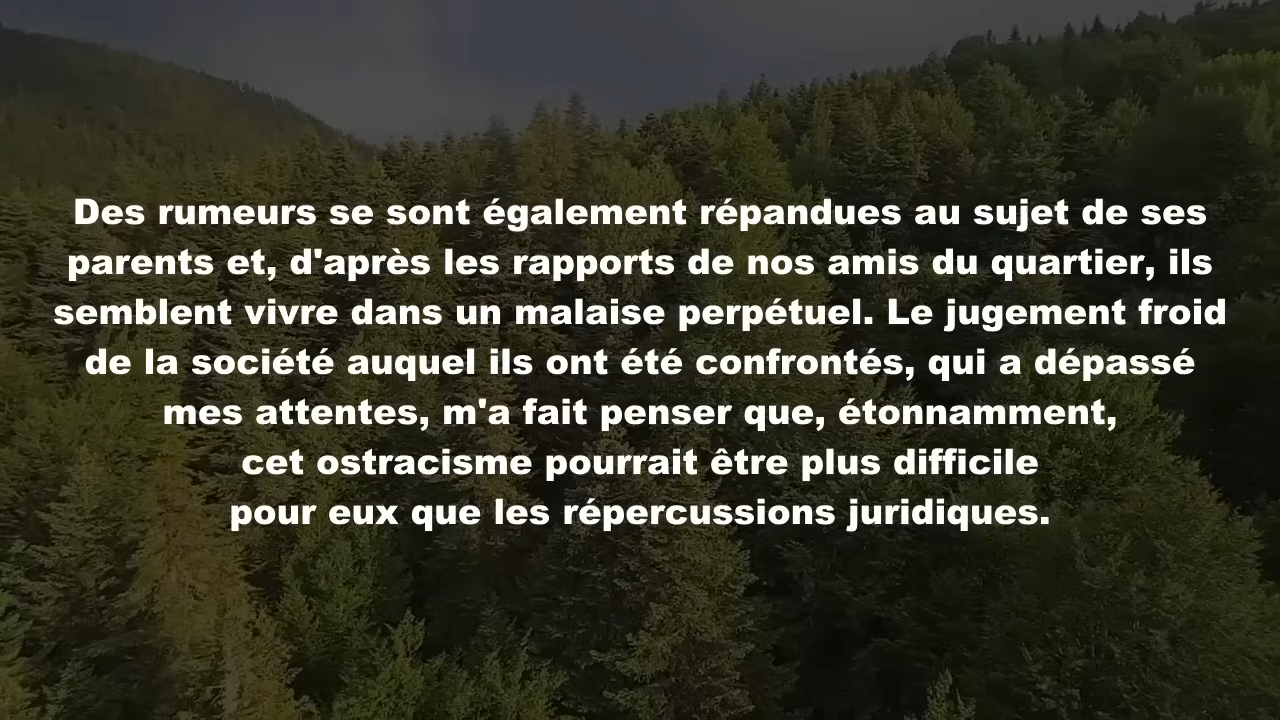 Des rumeurs se sont également répandues au sujet de ses
parents et, d'après les rapports de nos amis du quartier, ils
semblent vivre dans un malaise perpétuel. Le jugement froid
de la société auquel ils ont été confrontés, qui a dépassé
mes attentes, m'a fait penser que, étonnamment,
cet ostracisme pourrait être plus difficile
pour eux que les répercussions juridiques.